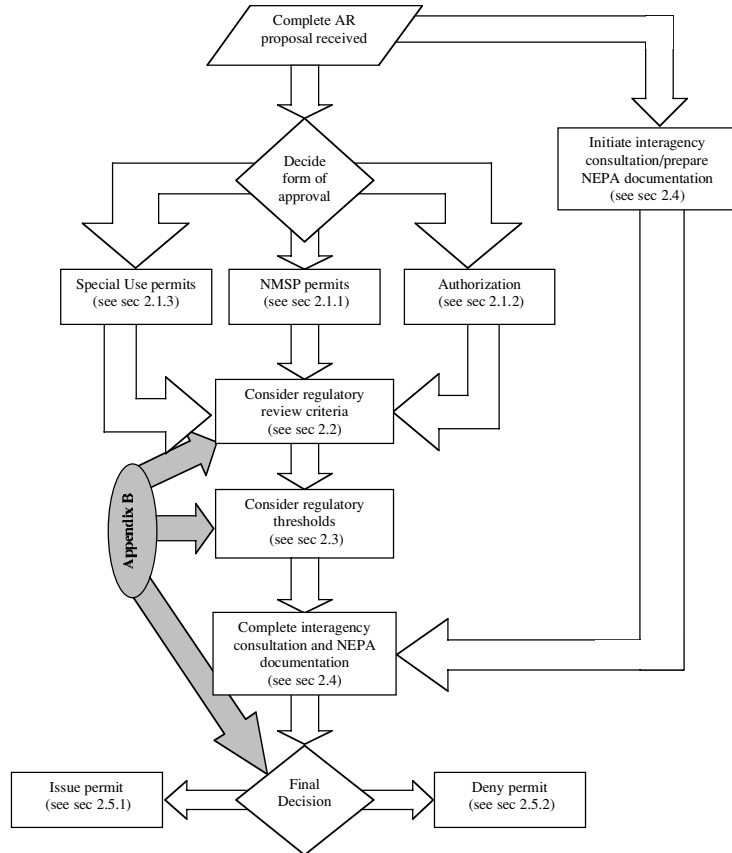 Complete AR
proposal received
Decide
form of
approval
Initiate interagency
consultation/prepare
NEPA documentation
(see sec 2.4)
Special Use permits
(see sec 2.1.3)
NMSP permits
(see sec 2.1.1)
Authorization
(see sec 2.1.2)
Consider regulatory
review criteria
(see sec 2.2)
Appendix B
Consider regulatory
thresholds
(see sec 2.3)
Complete interagency
consultation and NEPA
documentation
(see sec 2.4)
Issue permit
(see sec 2.5.1)
Final
Decision
Deny permit
(see sec 2.5.2)